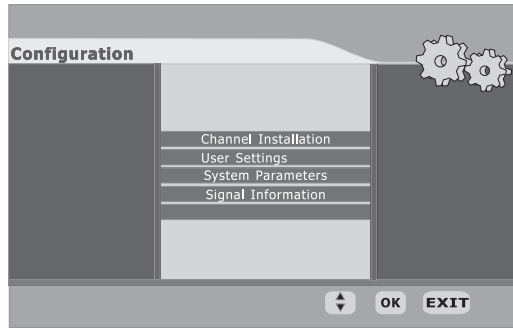 Configuration
Channel Installation
User Settings
System Parameters
Signal Information
OK EXIT